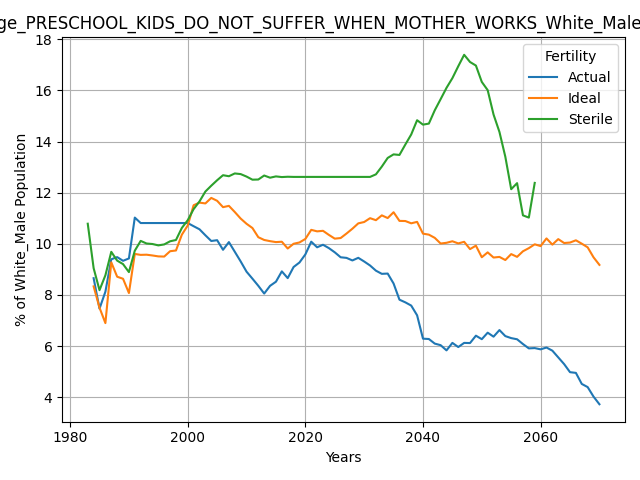 ge_PRESCHOOL_KIDS_DO_NOT_SUFFER_WHEN_MOTHER_WORKS_White_Male
% of White_Male Population
18
16
14
12
10
8
6
4
Fertility
Actual
Ideal
Sterile
1980 2000 2020 2040 2060
Years